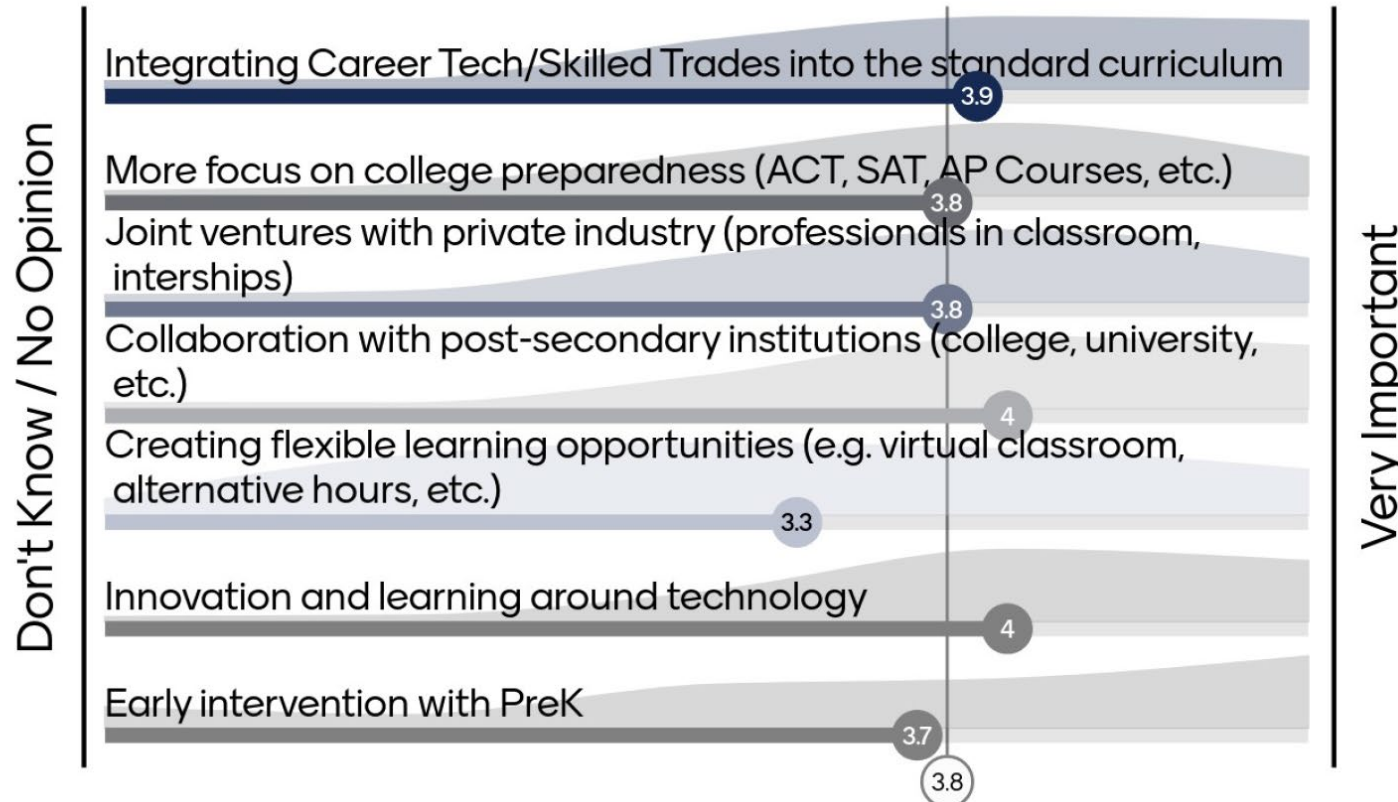 Don't Know / No Opinion
Integrating Career Tech/Skilled Trades into the standard curriculum
3.9
More focus on college preparedness (ACT, SAT, AP Courses, etc.)
3.8
Joint ventures with private industry (professionals in classroom,
interships)
3.8
Collaboration with post-secondary institutions (college, university,
etc.)
4
Creating flexible learning opportunities (e.g. virtual classroom,
alternative hours, etc.)
3.3
Innovation and learning around technology
4
Early intervention with PreK
3.7
3.8
Very Important